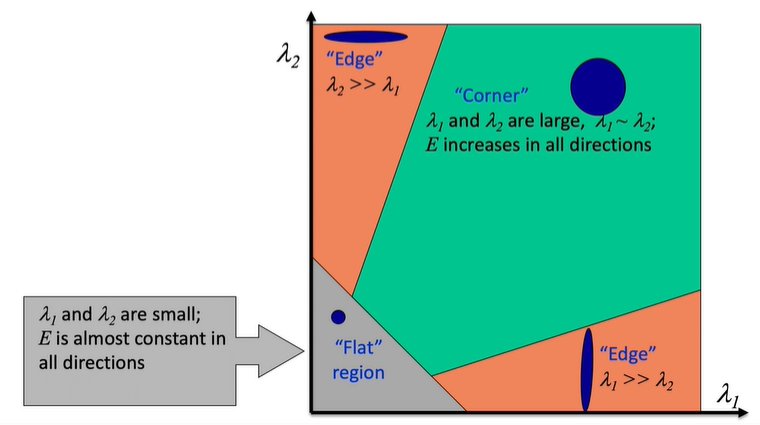 λ₂
“Edge”
λ₂ >> λ₁
“Corner”
λ₁ and λ₂ are large, λ₁ ~ λ₂;
E increases in all directions
λ₁ and λ₂ are small;
E is almost constant in
all directions
“Flat”
region
“Edge”
λ₁ >> λ₂
λ₁